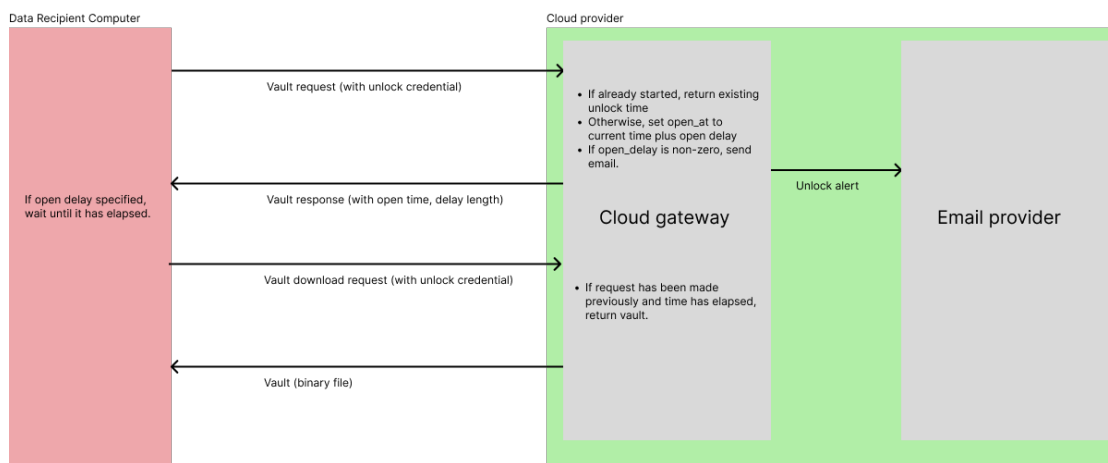 Data Recipient Computer
Cloud provider
Vault request (with unlock credential)
• If already started, return existing
unlock time
• Otherwise, set open_at to
current time plus open delay
• If open_delay is non-zero, send
email.
Unlock alert
If open delay specified,
wait until it has elapsed.
Vault response (with open time, delay length)
Cloud gateway
Email provider
Vault download request (with unlock credential)
• If request has been made
previously and time has elapsed,
return vault.
Vault (binary file)